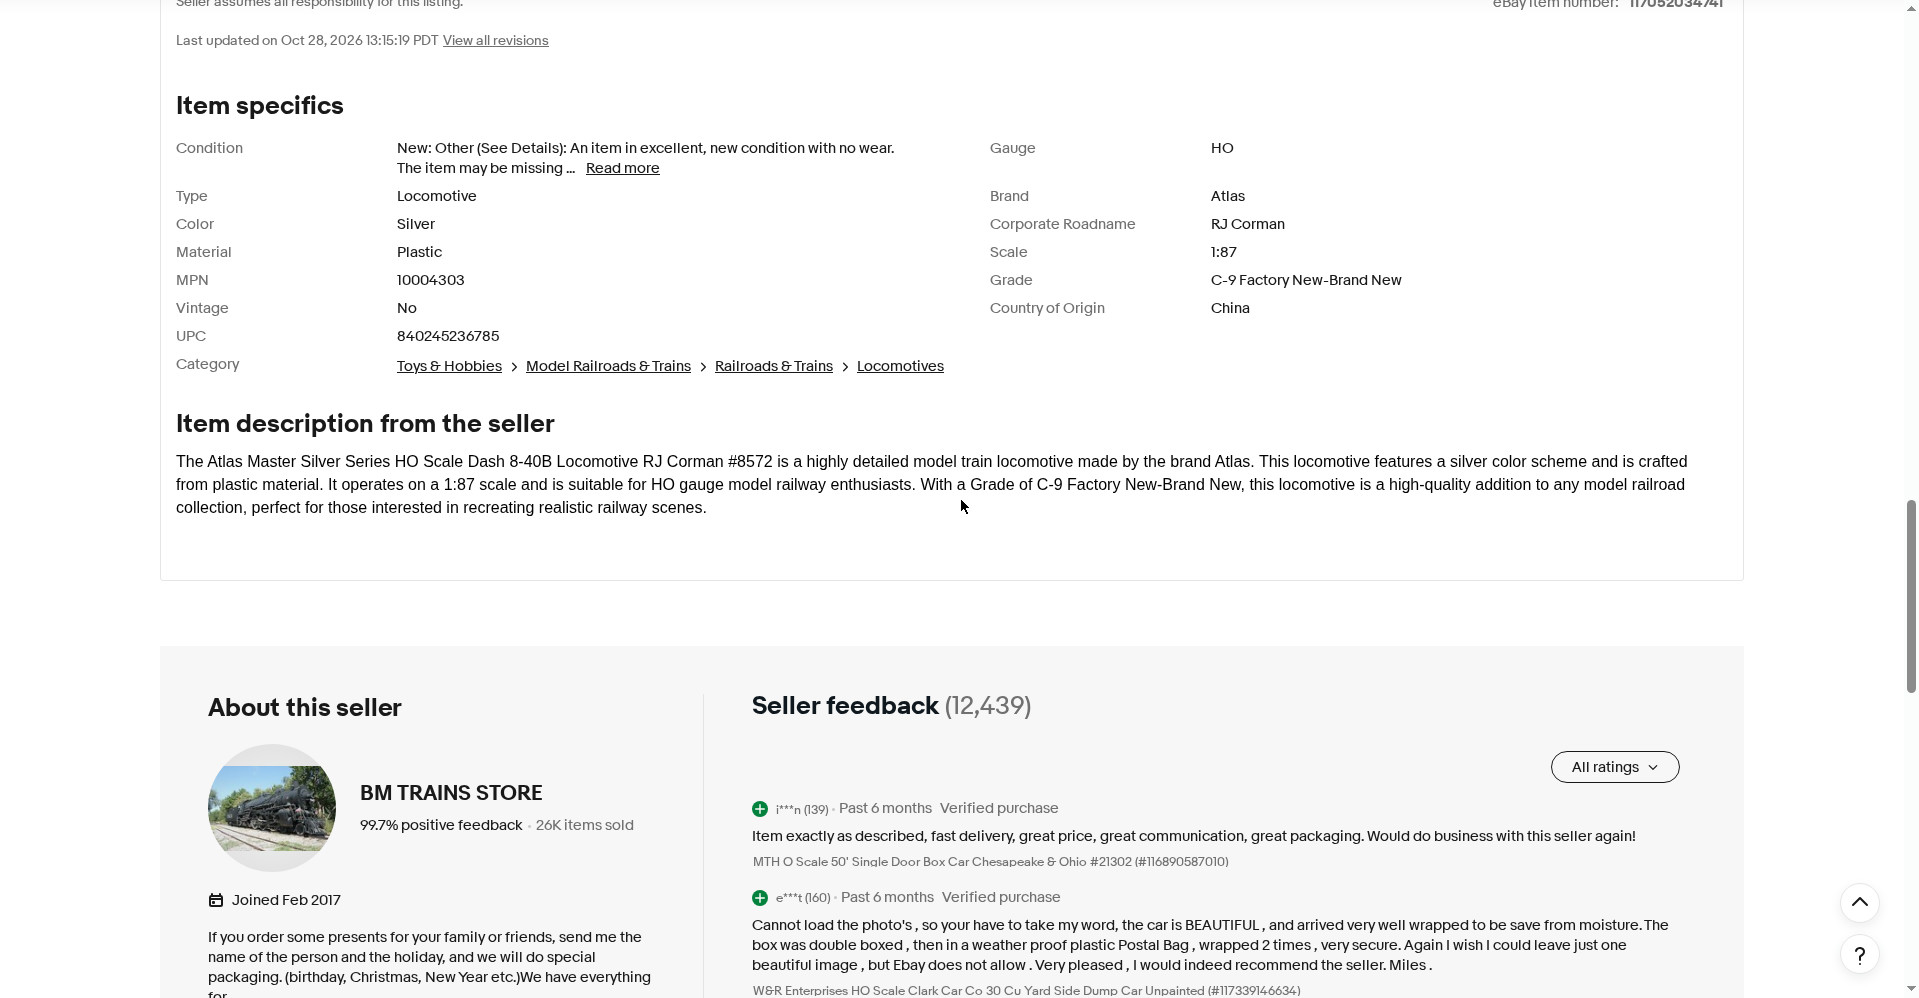 Seller assumes all responsibility for this listing.
eBay item number: 117052034741
Last updated on Oct 28, 2026 13:15:19 PDT View all revisions
Item specifics
Condition
New: Other (See Details): An item in excellent, new condition with no wear.
The item may be missing ... Read more
Gauge
HO
Type
Locomotive
Brand
Atlas
Color
Silver
Corporate Roadname
RJ Corman
Material
Plastic
Scale
1:87
MPN
10004303
Grade
C-9 Factory New-Brand New
Vintage
No
Country of Origin
China
UPC
840245236785
Category
Toys & Hobbies > Model Railroads & Trains > Railroads & Trains > Locomotives
Item description from the seller
The Atlas Master Silver Series HO Scale Dash 8-40B Locomotive RJ Corman #8572 is a highly detailed model train locomotive made by the brand Atlas. This locomotive features a silver color scheme and is crafted
from plastic material. It operates on a 1:87 scale and is suitable for HO gauge model railway enthusiasts. With a Grade of C-9 Factory New-Brand New, this locomotive is a high-quality addition to any model railroad
collection, perfect for those interested in recreating realistic railway scenes.
About this seller
BM TRAINS STORE
99.7% positive feedback • 26K items sold
Joined Feb 2017
If you order some presents for your family or friends, send me the
name of the person and the holiday, and we will do special
packaging. (birthday, Christmas, New Year etc.)We have everything
for
Seller feedback (12,439)
All ratings
i***n (139) • Past 6 months Verified purchase
Item exactly as described, fast delivery, great price, great communication, great packaging. Would do business with this seller again!
MTH O Scale 50' Single Door Box Car Chesapeake & Ohio #21302 (#116890587010)
e***t (160) • Past 6 months Verified purchase
Cannot load the photo's , so your have to take my word, the car is BEAUTIFUL , and arrived very well wrapped to be save from moisture. The
box was double boxed , then in a weather proof plastic Postal Bag , wrapped 2 times , very secure. Again I wish I could leave just one
beautiful image , but Ebay does not allow . Very pleased , I would indeed recommend the seller. Miles .
W&R Enterprises HO Scale Clark Car Co 30 Cu Yard Side Dump Car Unpainted (#117339146634)
?